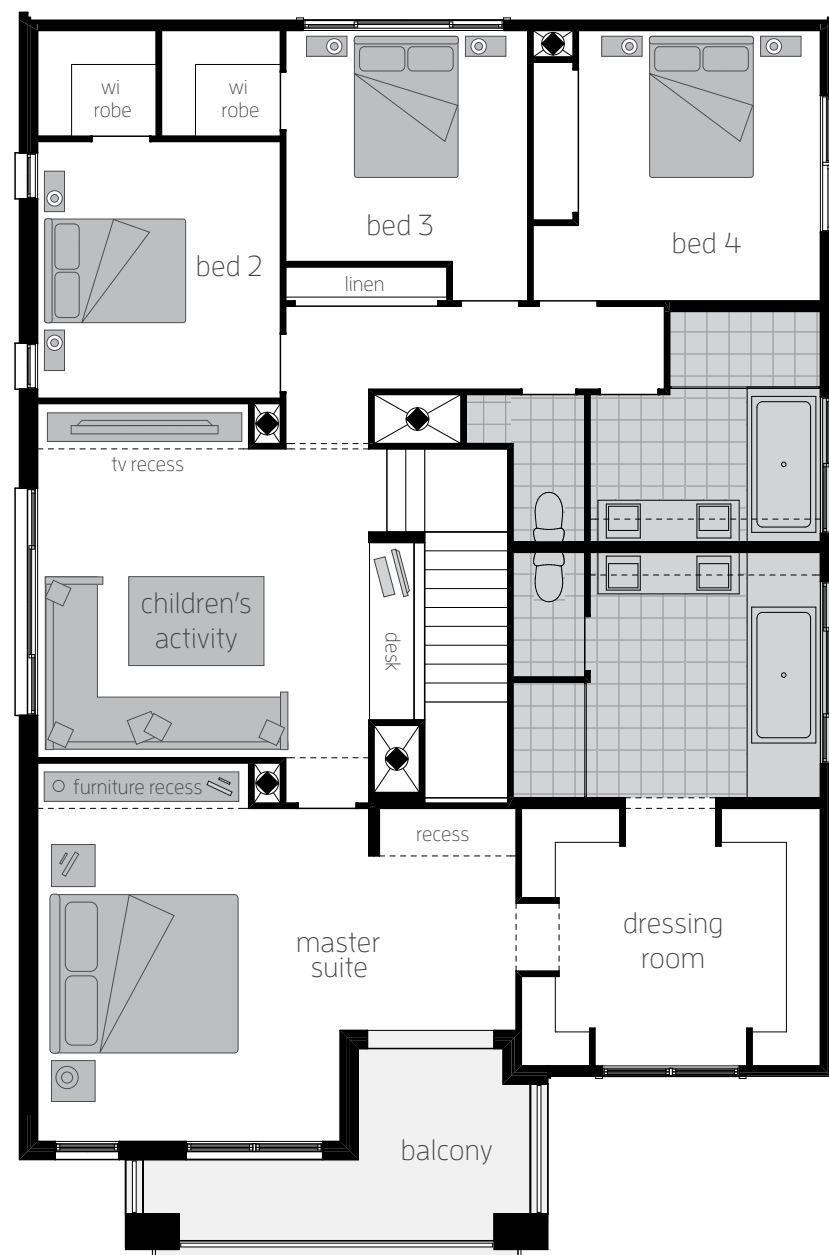 wi
robe
wi
robe
bed 3
bed 4
bed 2
linen
tv recess
children's
activity
desk
furniture recess
recess
master
suite
dressing
room
balcony